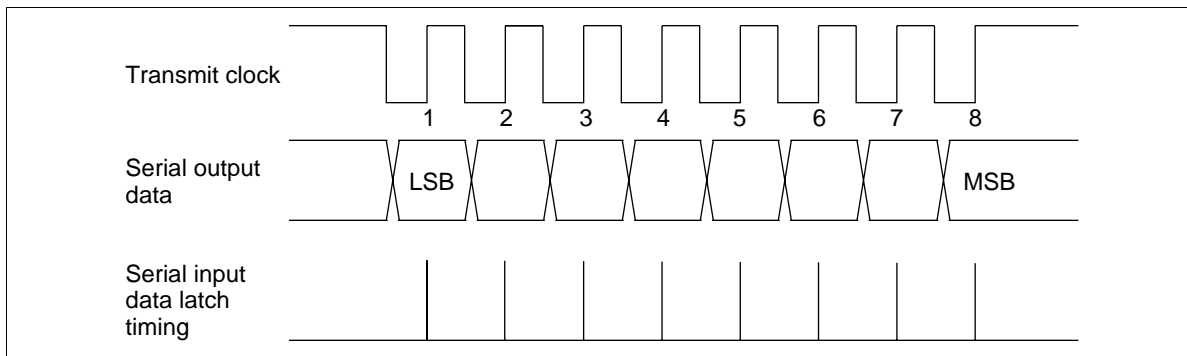 Transmit clock
1 2 3 4 5 6 7 8
Serial output
data
LSB
MSB
Serial input
data latch
timing